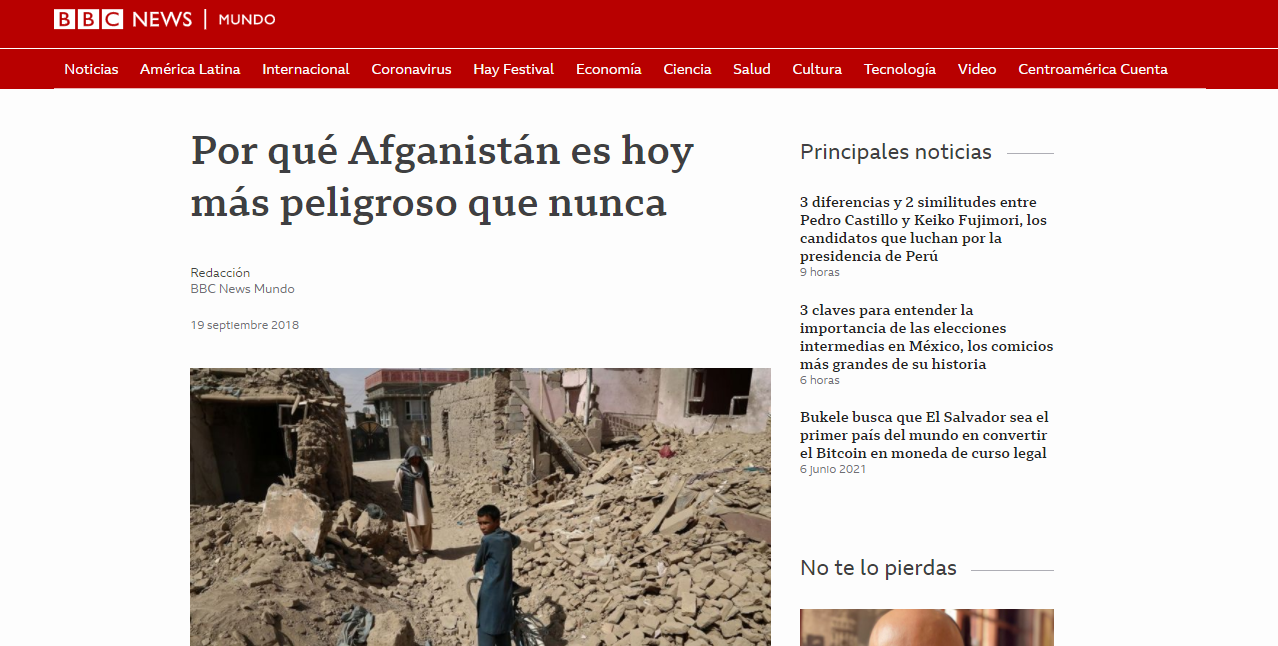 BBC NEWS | MUNDO
Noticias América Latina Internacional Coronavirus Hay Festival Economía Ciencia Salud Cultura Tecnología Video Centroamérica Cuenta
Por qué Afganistán es hoy
más peligroso que nunca
Redacción
BBC News Mundo
19 septiembre 2018
Principales noticias
3 diferencias y 2 similitudes entre
Pedro Castillo y Keiko Fujimori, los
candidatos que luchan por la
presidencia de Perú
9 horas
3 claves para entender la
importancia de las elecciones
intermedias en México, los comicios
más grandes de su historia
6 horas
Bukele busca que El Salvador sea el
primer país del mundo en convertir
el Bitcoin en moneda de curso legal
6 junio 2021
No te lo pierdas